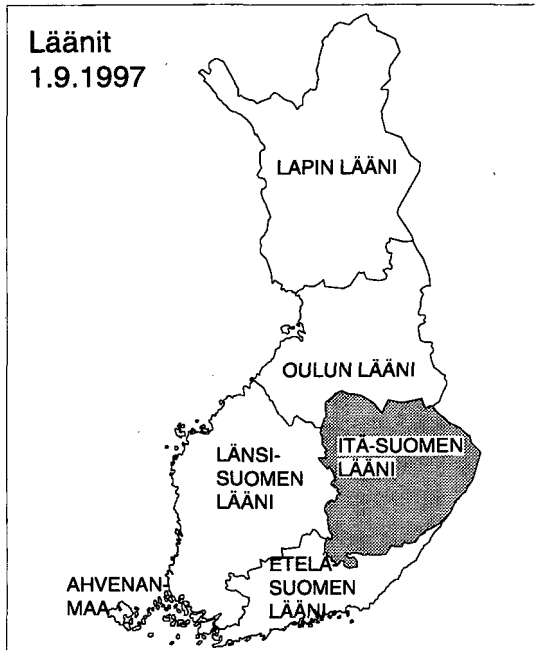 Läänit
1.9.1997
LAPIN LÄÄNI
OULUN LÄÄNI
ITÄ-SUOMEN
LÄÄNI
LÄNSI-
SUOMEN
LÄÄNI
ETELÄ-
SUOMEN
LÄÄNI
AHVENAN-
MAA